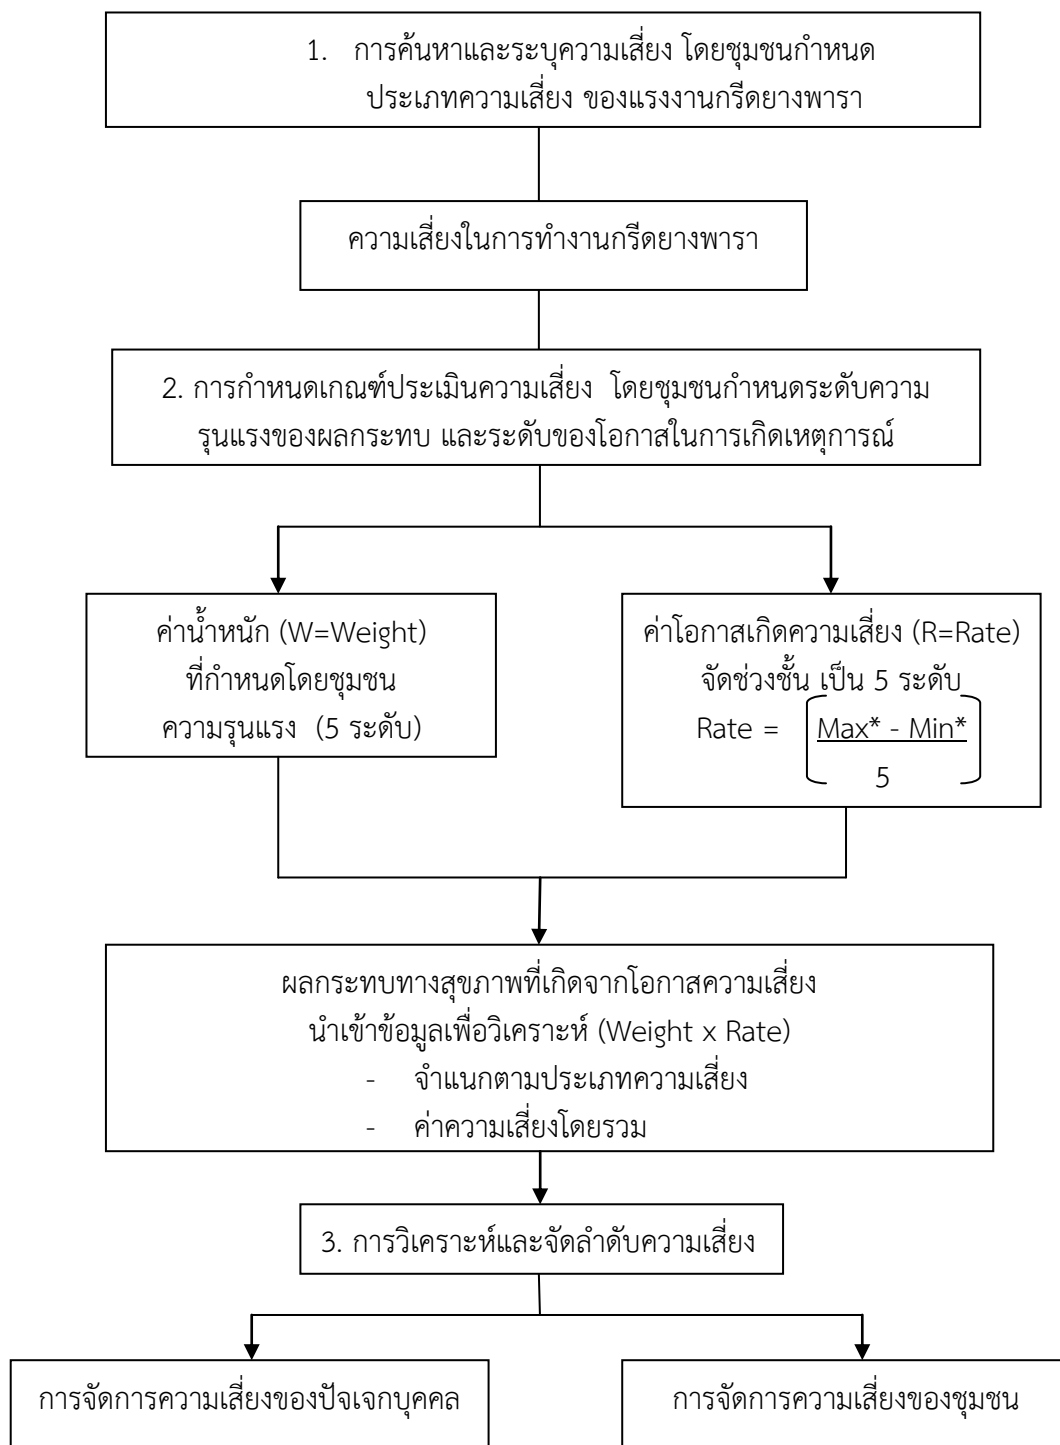 1. การค้นหาและระบุความเสี่ยง โดยชุมชนกำหนด
ประเภทความเสี่ยง ของแรงงานกรีดยางพารา
ความเสี่ยงในการทำงานกรีดยางพารา
2. การกำหนดเกณฑ์ประเมินความเสี่ยง โดยชุมชนกำหนดระดับความ
รุนแรงของผลกระทบ และระดับของโอกาสในการเกิดเหตุการณ์
ค่าน้ำหนัก (W=Weight)
ที่กำหนดโดยชุมชน
ความรุนแรง (5 ระดับ)
ค่าโอกาสเกิดความเสี่ยง (R=Rate)
จัดช่วงชั้น เป็น 5 ระดับ
Rate = Max* - Min*
5
ผลกระทบทางสุขภาพที่เกิดจากโอกาสความเสี่ยง
นำเข้าข้อมูลเพื่อวิเคราะห์ (Weight x Rate)
- จำแนกตามประเภทความเสี่ยง
- ค่าความเสี่ยงโดยรวม
3. การวิเคราะห์และจัดลำดับความเสี่ยง
การจัดการความเสี่ยงของปัจเจกบุคคล
การจัดการความเสี่ยงของชุมชน